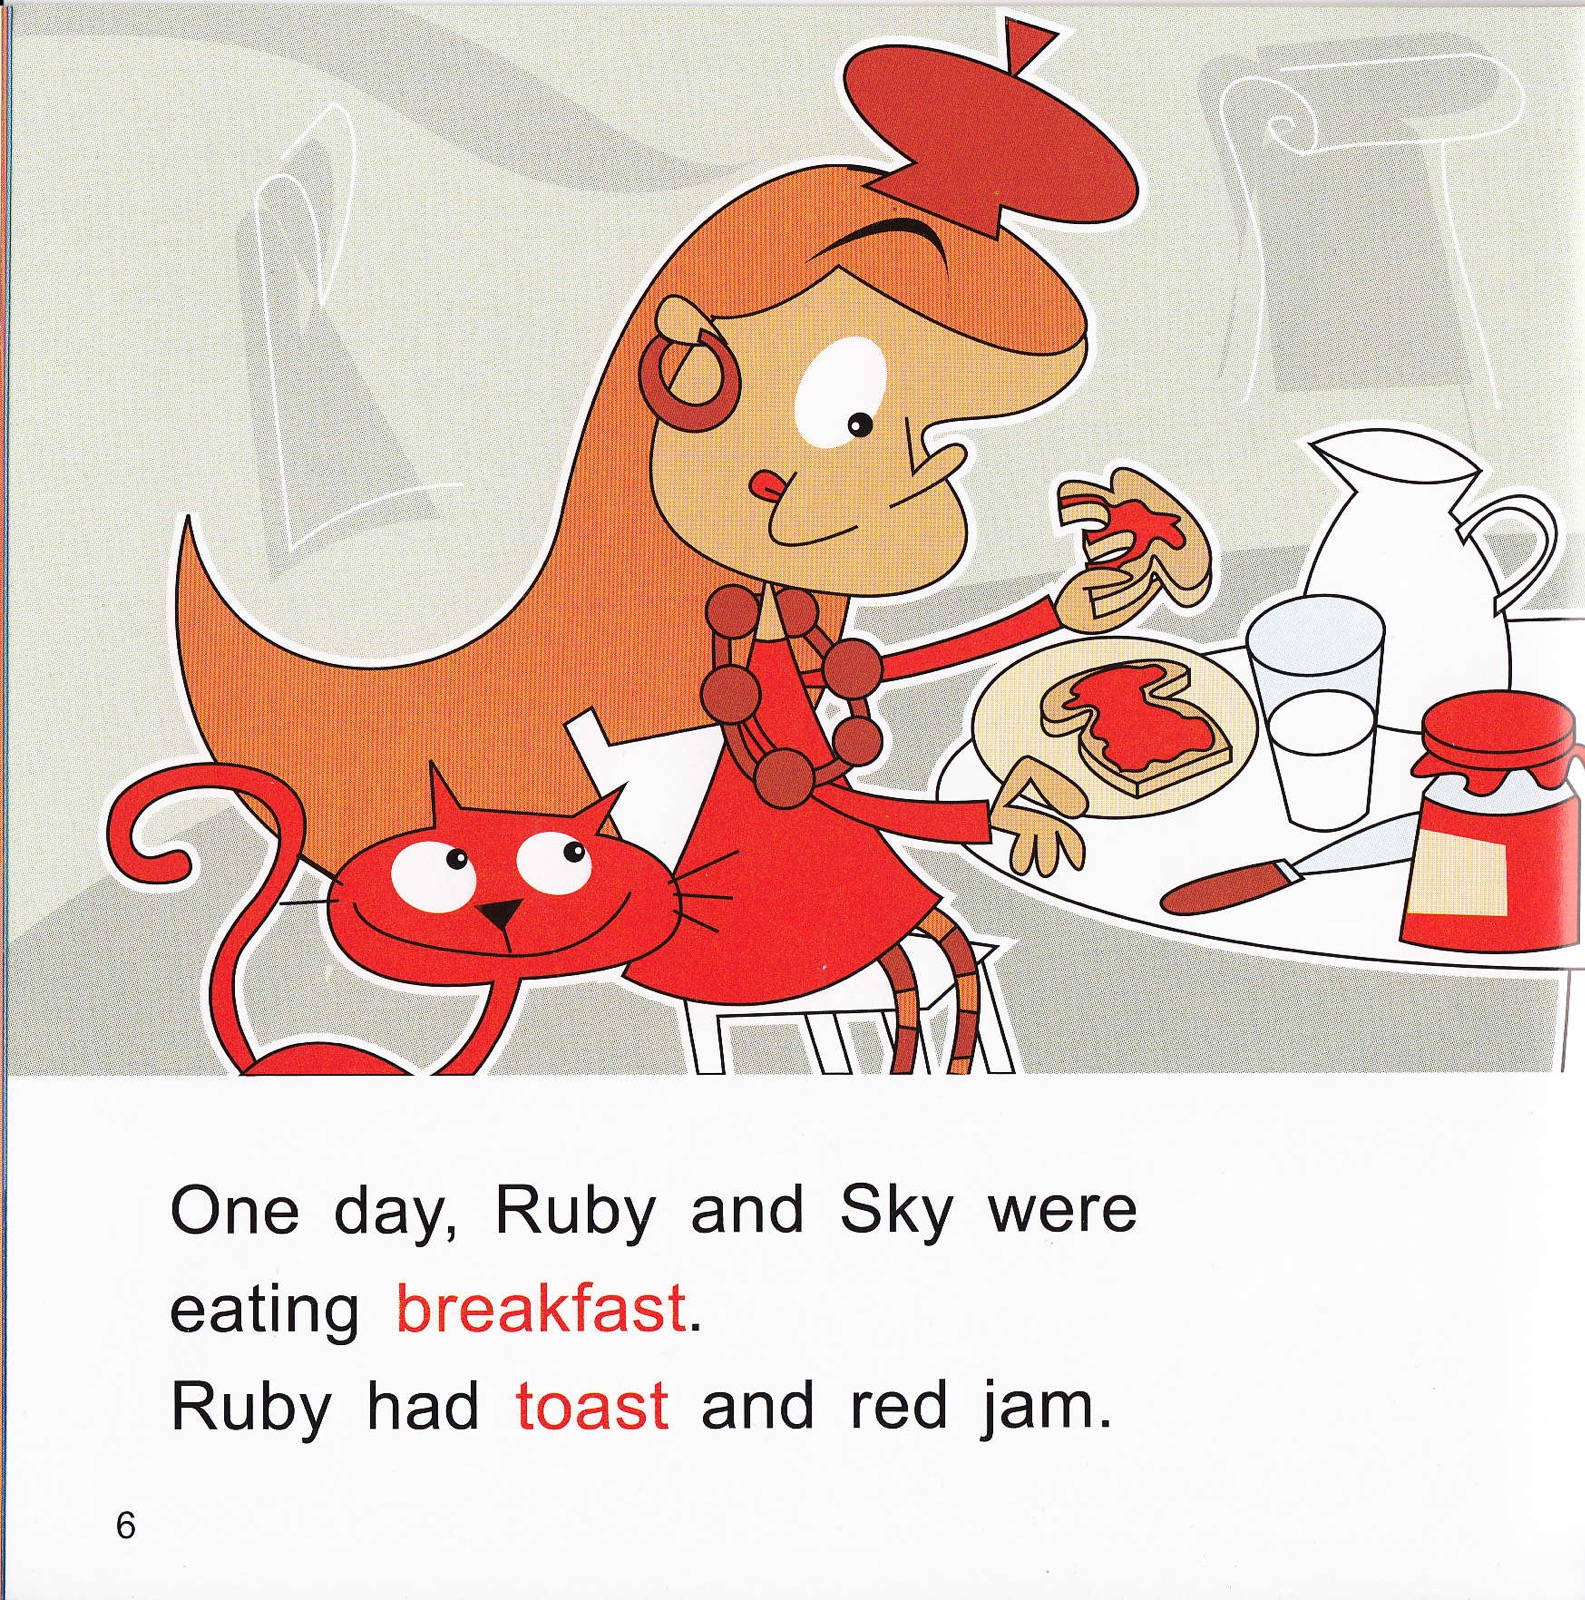 One day, Ruby and Sky were
eating breakfast.
Ruby had toast and red jam.
6